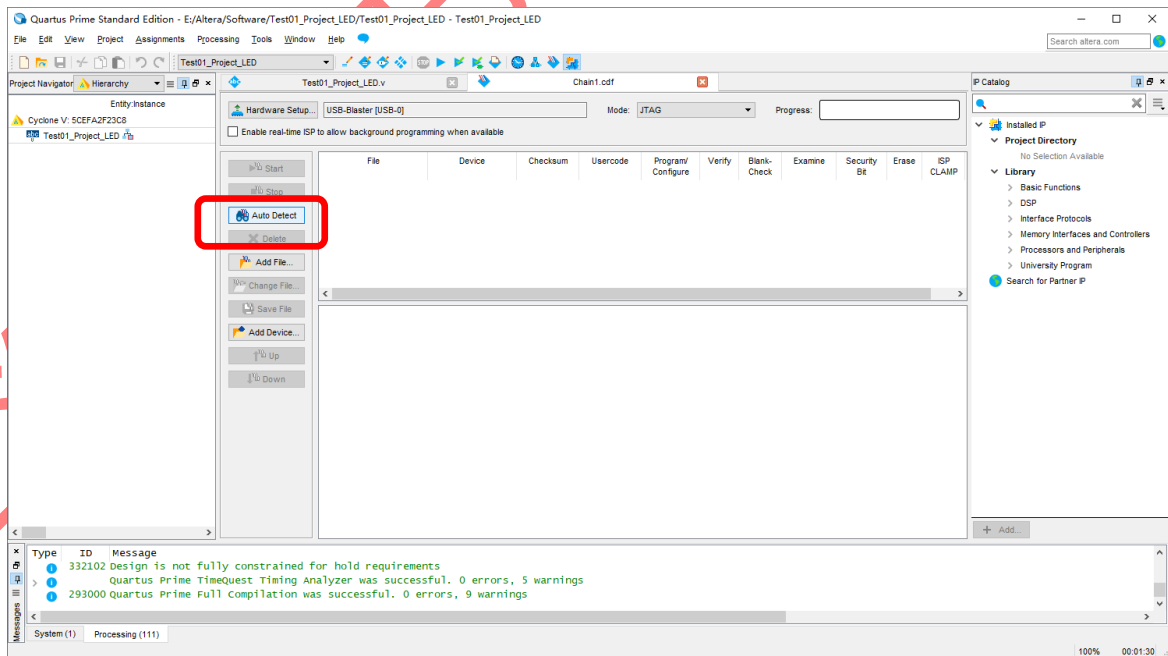 Quartus Prime Standard Edition - E:/Altera/Software/Test01_Project_LED/Test01_Project_LED - Test01_Project_LED
File Edit View Project Assignments Processing Tools Window Help
Search altera.com
Test01_Project_LED
Project Navigator Hierarchy
Test01_Project_LED.v
Chain1.cdf
IP Catalog
Entity:Instance
Cyclone V: 5CEFA2F23C8
Test01_Project_LED
Hardware Setup...
USB-Blaster [USB-0]
Mode: JTAG
Progress:
Enable real-time ISP to allow background programming when available
Start
Stop
Auto Detect
Delete
Add File...
Change File...
Save File
Add Device...
Up
Down
File Device Checksum Usercode Program/ Configure Verify Blank- Check Examine Security Bit Erase ISP CLAMP
Installed IP
Project Directory
No Selection Available
Library
Basic Functions
DSP
Interface Protocols
Memory Interfaces and Controllers
Processors and Peripherals
University Program
Search for Partner IP
+ Add...
Type ID Message
332102 Design is not fully constrained for hold requirements
Quartus Prime TimeQuest Timing Analyzer was successful. 0 errors, 5 warnings
293000 Quartus Prime Full Compilation was successful. 0 errors, 9 warnings
Messages
System (1) Processing (111)
100% 00:01:30